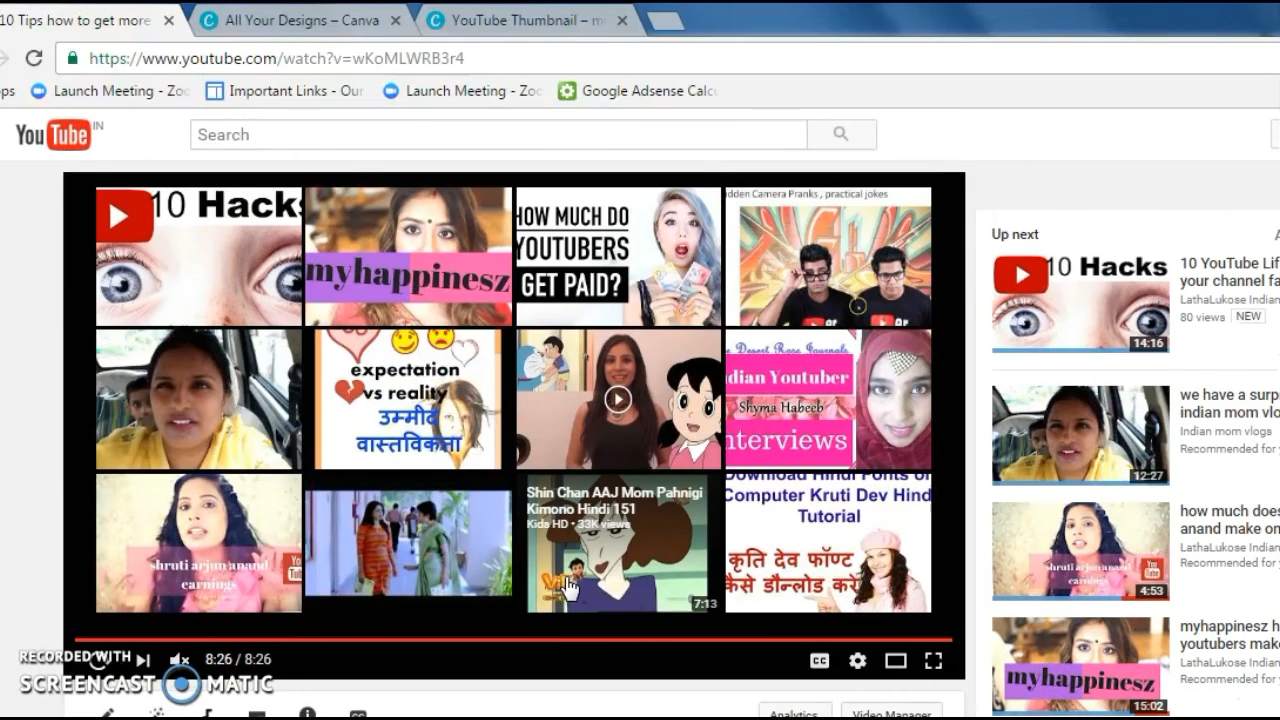 10 Tips how to get more
All Your Designs – Canva
YouTube Thumbnail –
https://www.youtube.com/watch?v=wKoMLWRB3r4
Launch Meeting - Zo
Important Links - Our
Launch Meeting - Zo
Google Adsense Calc
YouTube IN
Search
10 Hacks
myhappinesz
HOW MUCH DO
YOUTUBERS
GET PAID?
idden Camera Pranks , practical jokes
expectation
vs reality
उम्मीद
वास्तविकता
Desert Rose Journals
dian Youtuber
Shyma Habeeb
nterviews
shruti arjun anand
earnings
You
Tu
Shin Chan AAJ Mom Pahnigi
Kimono Hindi 151
Kids HD • 33K views
7:13
Download Hindi Fonts
Computer Kruti Dev Hind
Tutorial
कृति देव फॉण्ट
कैसे डौन्लोड करें
8:26 / 8:26
CC
RECORDED WITH
SCREENCAST MATIC
Analytics
Video Manager
Up next
A
10 Hacks
14:16
10 YouTube Lif
your channel fa
LathaLukose Indian
80 views NEW
12:27
we have a surp
indian mom vlo
Indian mom vlogs
Recommended for
shruti arjun anand
earnings
You
Tube
4:53
how much does
anand make on
LathaLukose Indian
Recommended for
myhappinesz
15:02
myhappinesz h
youtubers mak
LathaLukose Indian
Recommended for